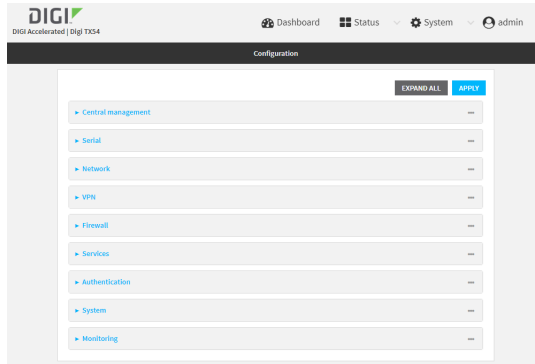 DIGI
DIGI Accelerated | Digi TX54
Dashboard Status System admin
Configuration
EXPAND ALL APPLY
Central management
Serial
Network
VPN
Firewall
Services
Authentication
System
Monitoring